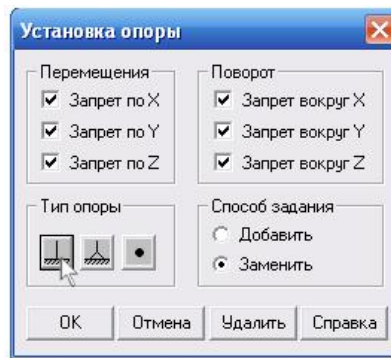 Установка опоры
Перемещения
Запрет по X
Запрет по Y
Запрет по Z
Поворот
Запрет вокруг X
Запрет вокруг Y
Запрет вокруг Z
Тип опоры
Способ задания
Добавить
Заменить
OK Отмена Удалить Справка